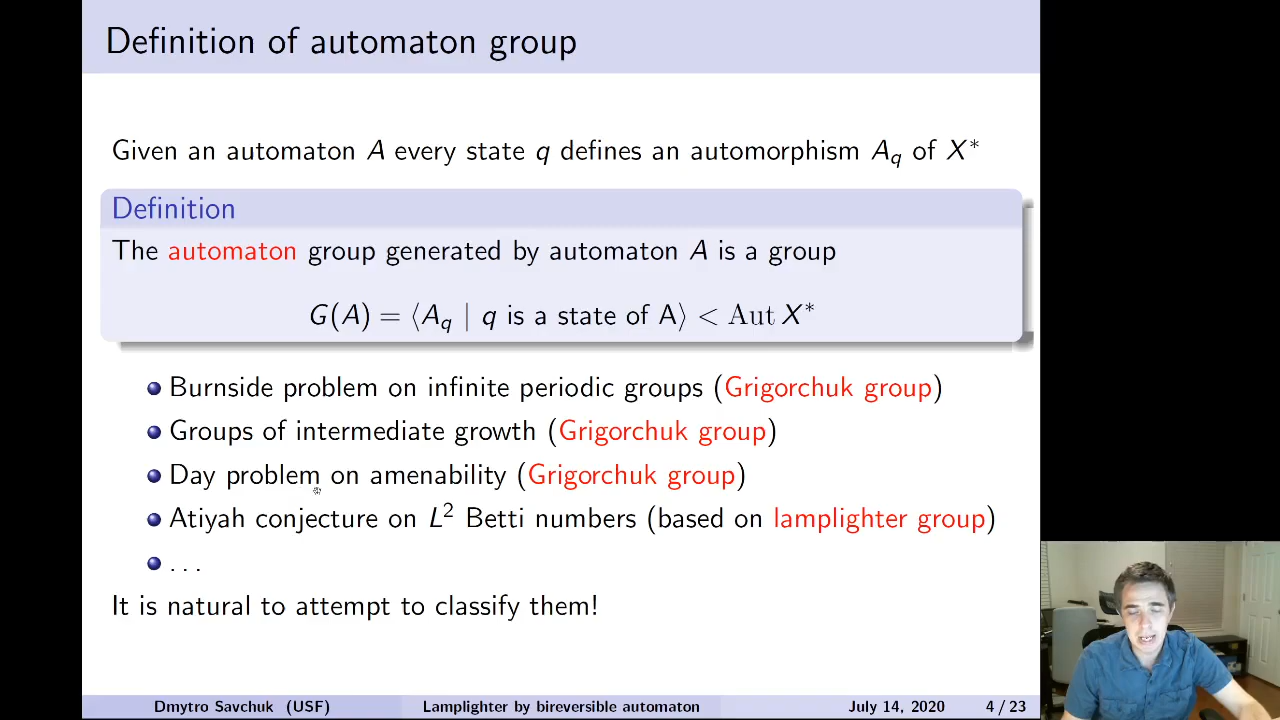 Definition of automaton group
Given an automaton A every state q defines an automorphism A_q of X*
Definition
The automaton group generated by automaton A is a group
G(A) = ⟨A_q | q is a state of A⟩ < Aut X*
Burnside problem on infinite periodic groups (Grigorchuk group)
Groups of intermediate growth (Grigorchuk group)
Day problem on amenability (Grigorchuk group)
Atiyah conjecture on L² Betti numbers (based on lamplighter group)
...
It is natural to attempt to classify them!
Dmytro Savchuk (USF) Lamplighter by bireversible automaton July 14, 2020 4 / 23